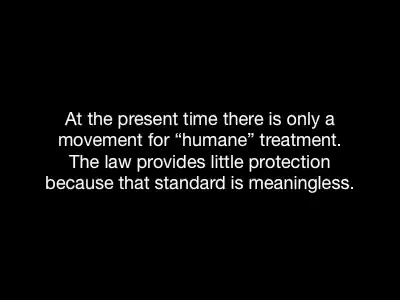 At the present time there is only a
movement for “humane” treatment.
The law provides little protection
because that standard is meaningless.